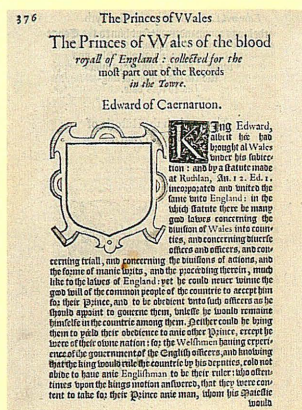 376 The Princes of VVales
The Princes of Wales of the blood
royall of England : collected for the
most part out of the Records
in the Towre.
Edward of Caernaruon.
KIng Edward,
albeit hee had
brought al Wales
vnder his subiec-
tion : and by a statute made
at Ruthlan, An. 12. Ed. 1.
incorporated and vnited the
same vnto England: in the
which statute there be many
good lawes concerning the
diuision of Wales into coun-
ties, and concerning diuerse
offices and officers, and con-
cerning triall, and concerning the diuisions of actions, and
the forme of manie writs, and the proceeding therein, much
like to the lawes of England: yet he could neuer winne the
good will of the common people of the countrie to accept him
for their Prince, and to be obedient vnto such officers as he
should appoint to gouerne them, vnlesse he would remaine
himselfe in the countrie among them. Neither could he bring
them to yeeld their obedience to anie other Prince, except he
were of their owne nation: for the Welshmen hauing experi-
ence of the gouernment of the English officers, and knowing
that the king would rule the countrie by his deputies, cold not
abide to haue anie Englishman to be their ruler: who often-
times vpon the kings motion answered, that they were con-
tent to take for their Prince anie man, whom his Maiestie
would